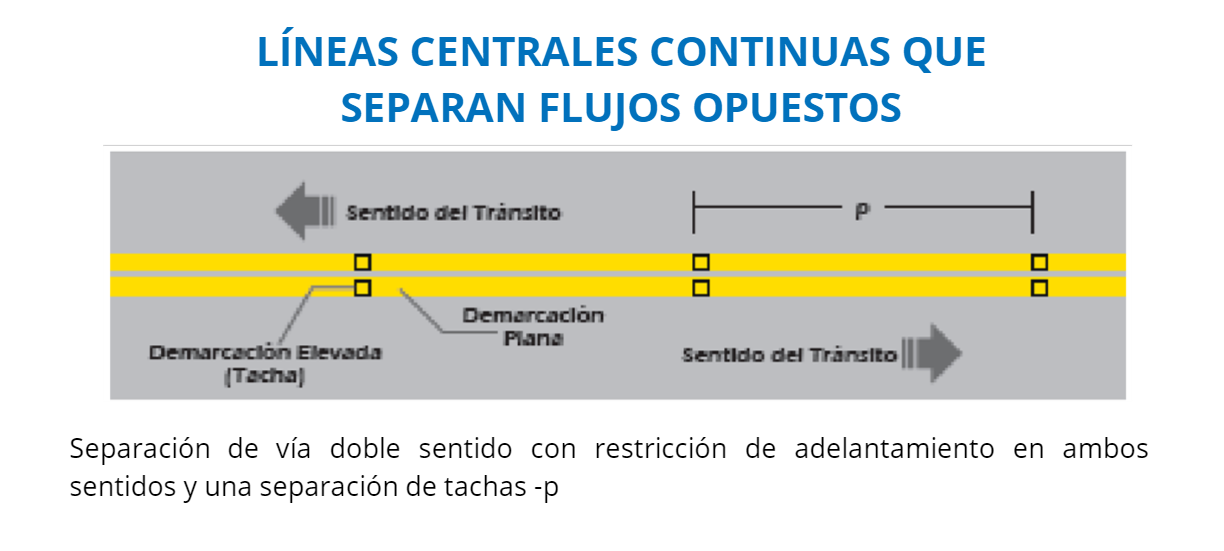 LÍNEAS CENTRALES CONTINUAS QUE
SEPARAN FLUJOS OPUESTOS
Sentido del Tránsito
p
Demarcación
Plana
Demarcación Elevada
(Tacha)
Sentido del Tránsito
Separación de vía doble sentido con restricción de adelantamiento en ambos
sentidos y una separación de tachas -p